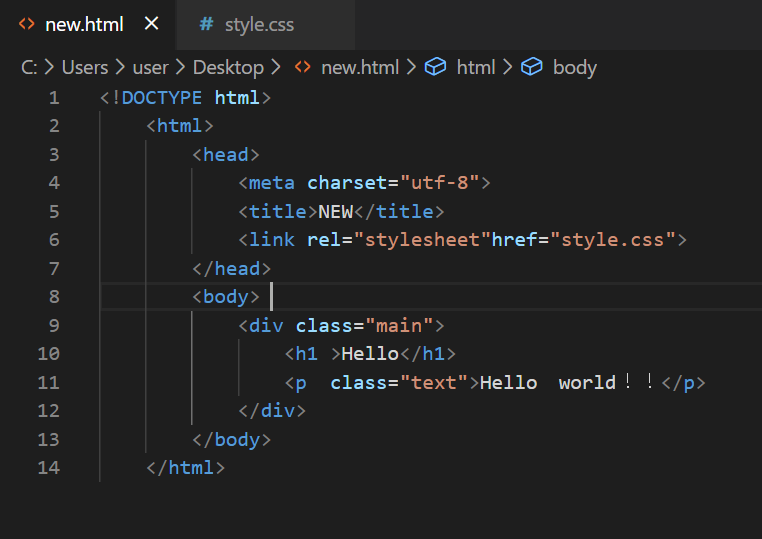 new.html × # style.css
C: > Users > user > Desktop > <> new.html > html > body
1 <!DOCTYPE html>
2 <html>
3 <head>
4 <meta charset="utf-8">
5 <title>NEW</title>
6 <link rel="stylesheet"href="style.css">
7 </head>
8 <body>
9 <div class="main">
10 <h1 >Hello</h1>
11 <p  class="text">Hello　world！！</p>
12 </div>
13 </body>
14 </html>